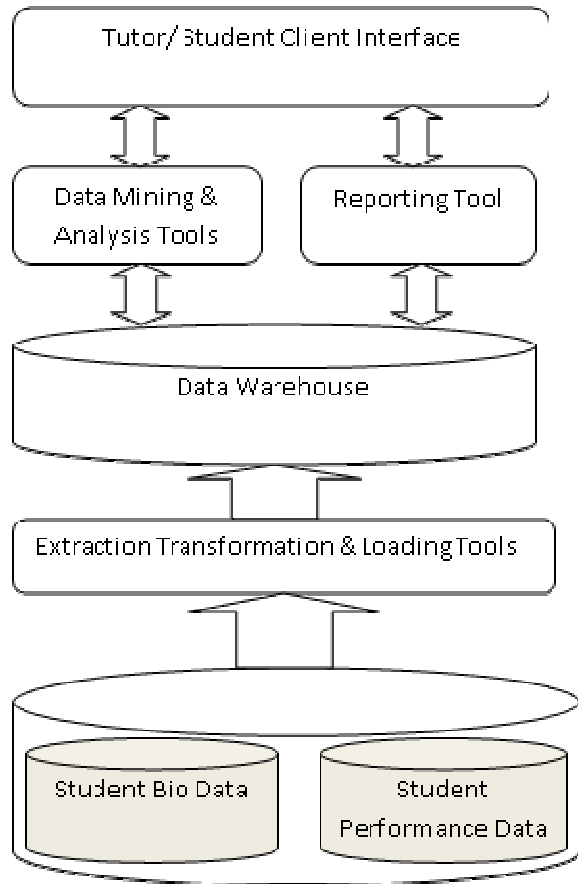 Tutor/ Student Client Interface
Data Mining &
Analysis Tools
Reporting Tool
Data Warehouse
Extraction Transformation & Loading Tools
Student Bio Data
Student
Performance Data